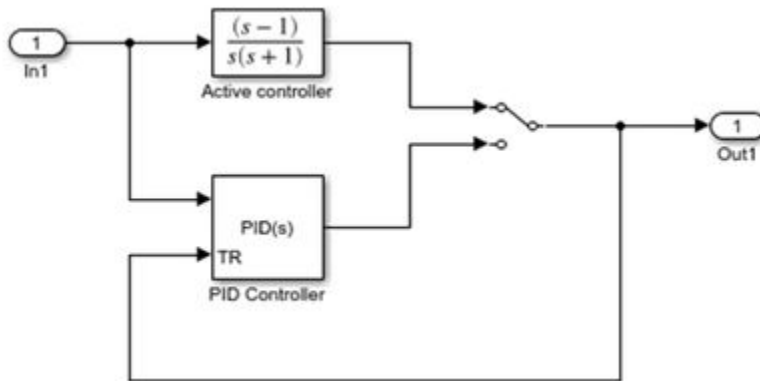 1
In1
(s − 1)
s(s + 1)
Active controller
PID(s)
TR
PID Controller
1
Out1